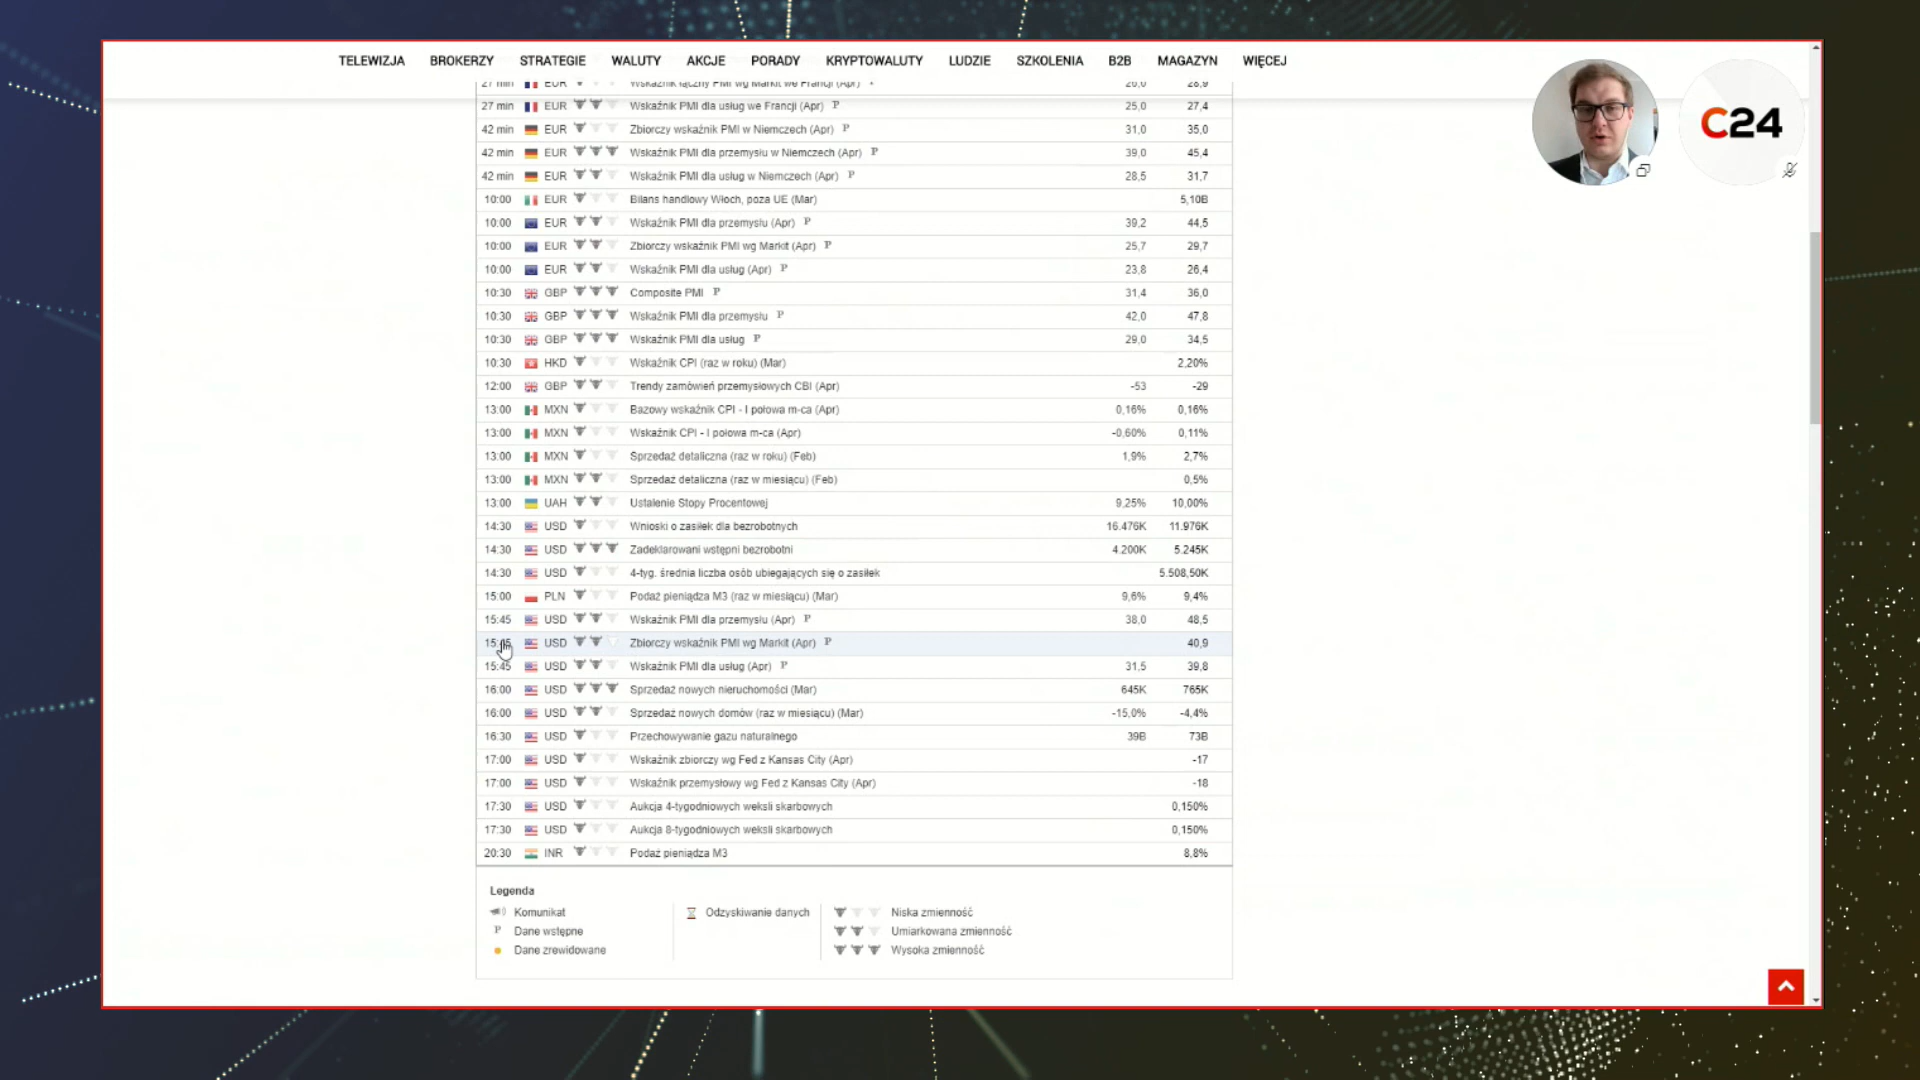 TELEWIZJA BROKERZY STRATEGIE WALUTY AKCJE PORADY KRYPTOWALUTY LUDZIE SZKOLENIA B2B MAGAZYN WIĘCEJ
C24
27 min EUR Wskaźnik łączny PMI wg Markit we Francji (Apr) P 26,0 28,9
27 min EUR Wskaźnik PMI dla usług we Francji (Apr) P 25,0 27,4
42 min EUR Zbiorczy wskaźnik PMI w Niemczech (Apr) P 31,0 35,0
42 min EUR Wskaźnik PMI dla przemysłu w Niemczech (Apr) P 39,0 45,4
42 min EUR Wskaźnik PMI dla usług w Niemczech (Apr) P 28,5 31,7
10:00 EUR Bilans handlowy Włoch, poza UE (Mar) 5,10B
10:00 EUR Wskaźnik PMI dla przemysłu (Apr) P 39,2 44,5
10:00 EUR Zbiorczy wskaźnik PMI wg Markit (Apr) P 25,7 29,7
10:00 EUR Wskaźnik PMI dla usług (Apr) P 23,8 26,4
10:30 GBP Composite PMI P 31,4 36,0
10:30 GBP Wskaźnik PMI dla przemysłu P 42,0 47,8
10:30 GBP Wskaźnik PMI dla usług P 29,0 34,5
10:30 HKD Wskaźnik CPI (raz w roku) (Mar) 2,20%
12:00 GBP Trendy zamówień przemysłowych CBI (Apr) -53 -29
13:00 MXN Bazowy wskaźnik CPI - I połowa m-ca (Apr) 0,16% 0,16%
13:00 MXN Wskaźnik CPI - I połowa m-ca (Apr) -0,60% 0,11%
13:00 MXN Sprzedaż detaliczna (raz w roku) (Feb) 1,9% 2,7%
13:00 MXN Sprzedaż detaliczna (raz w miesiącu) (Feb) 0,5%
13:00 UAH Ustalenie Stopy Procentowej 9,25% 10,00%
14:30 USD Wnioski o zasiłek dla bezrobotnych 16.476K 11.976K
14:30 USD Zadeklarowani wstępni bezrobotni 4.200K 5.245K
14:30 USD 4-tyg. średnia liczba osób ubiegających się o zasiłek 5.508,50K
15:00 PLN Podaż pieniądza M3 (raz w miesiącu) (Mar) 9,6% 9,4%
15:45 USD Wskaźnik PMI dla przemysłu (Apr) P 38,0 48,5
15:45 USD Zbiorczy wskaźnik PMI wg Markit (Apr) P 40,9
15:45 USD Wskaźnik PMI dla usług (Apr) P 31,5 39,8
16:00 USD Sprzedaż nowych nieruchomości (Mar) 645K 765K
16:00 USD Sprzedaż nowych domów (raz w miesiącu) (Mar) -15,0% -4,4%
16:30 USD Przechowywanie gazu naturalnego 39B 73B
17:00 USD Wskaźnik zbiorczy wg Fed z Kansas City (Apr) -17
17:00 USD Wskaźnik przemysłowy wg Fed z Kansas City (Apr) -18
17:30 USD Aukcja 4-tygodniowych weksli skarbowych 0,150%
17:30 USD Aukcja 8-tygodniowych weksli skarbowych 0,150%
20:30 INR Podaż pieniądza M3 8,8%
Legenda
Komunikat Odzyskiwanie danych Niska zmienność
P Dane wstępne Umiarkowana zmienność
Dane zrewidowane Wysoka zmienność